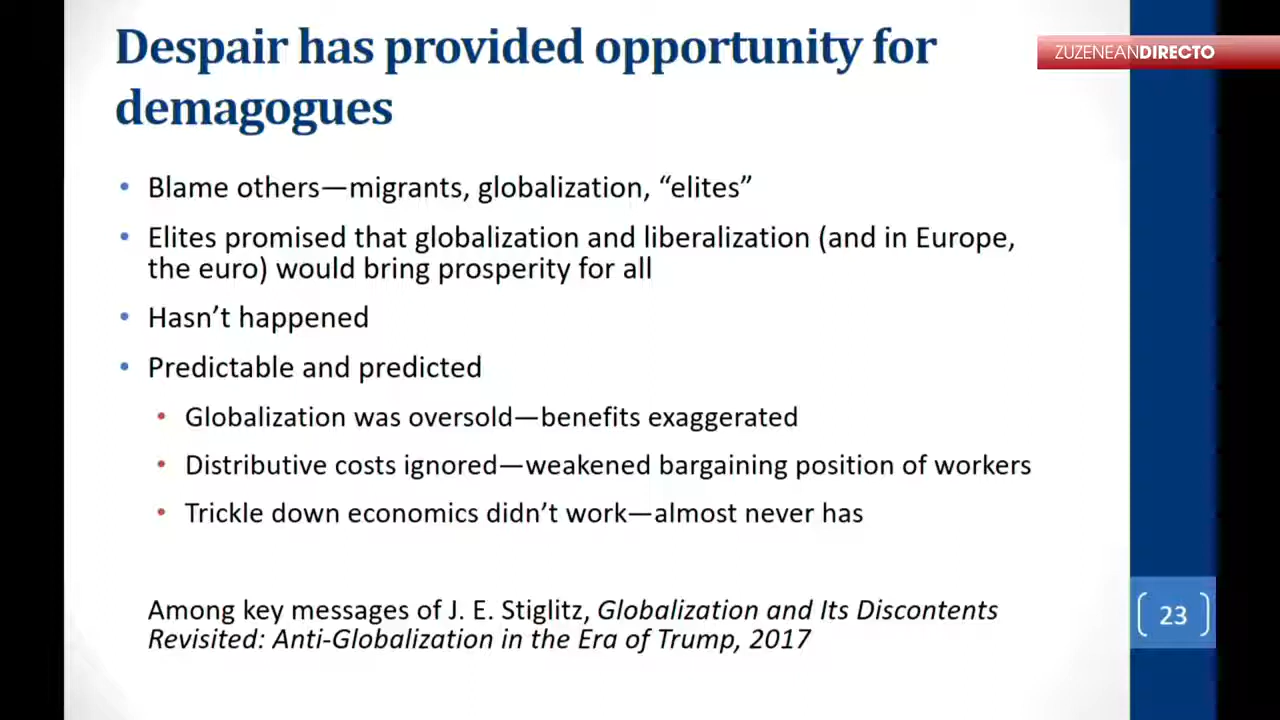 Despair has provided opportunity for
demagogues
ZUZENEANDIRECTO
• Blame others—migrants, globalization, “elites”
• Elites promised that globalization and liberalization (and in Europe,
the euro) would bring prosperity for all
• Hasn’t happened
• Predictable and predicted
• Globalization was oversold—benefits exaggerated
• Distributive costs ignored—weakened bargaining position of workers
• Trickle down economics didn’t work—almost never has
Among key messages of J. E. Stiglitz, Globalization and Its Discontents
Revisited: Anti-Globalization in the Era of Trump, 2017
23